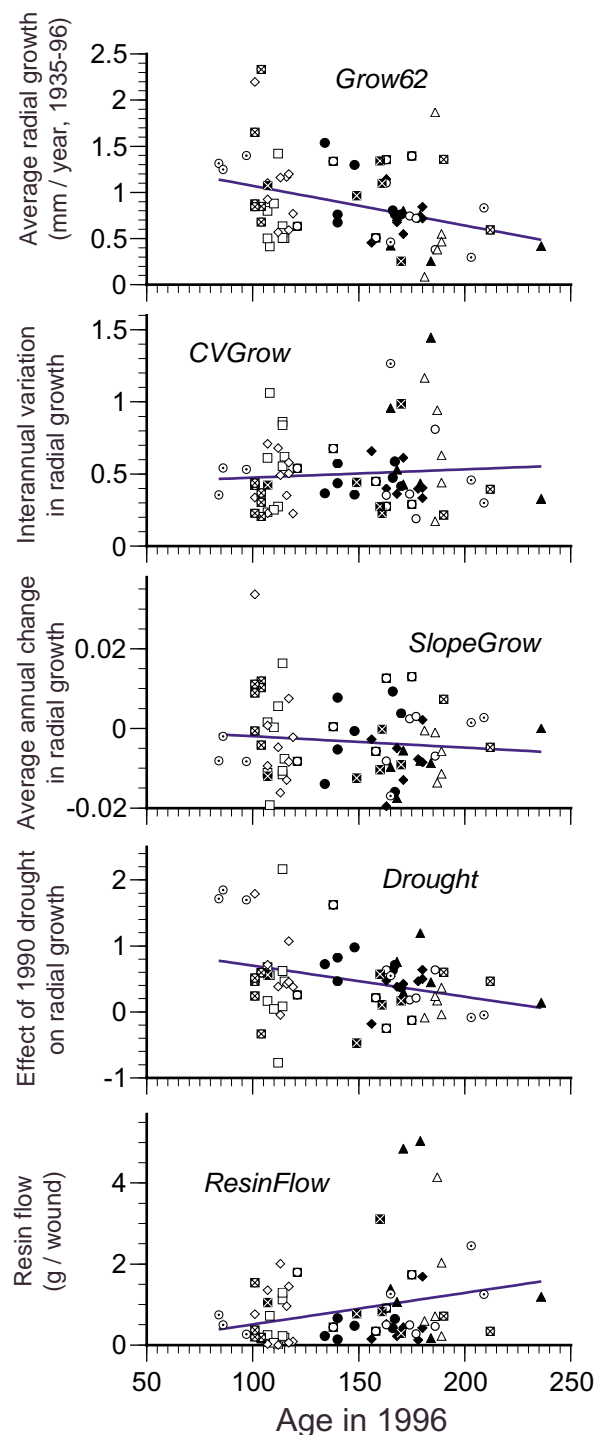 Average radial growth
(mm / year, 1935-96)
2.5
2
1.5
1
0.5
0
Grow62
Interannual variation
in radial growth
1.5
1
0.5
0
CVGrow
Average annual change
in radial growth
0.02
0
-0.02
SlopeGrow
Effect of 1990 drought
on radial growth
2
1
0
-1
Drought
Resin flow
(g / wound)
4
2
0
ResinFlow
50 100 150 200 250
Age in 1996